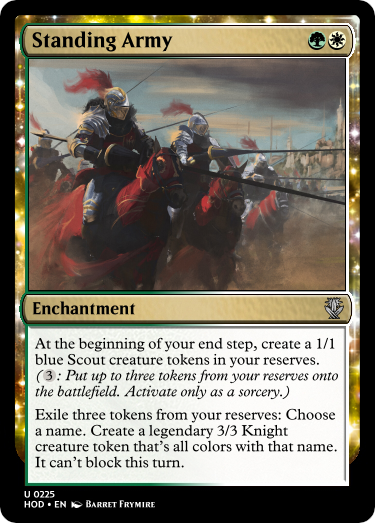 Standing Army
Enchantment
At the beginning of your end step, create a 1/1
blue Scout creature tokens in your reserves.
(3: Put up to three tokens from your reserves onto
the battlefield. Activate only as a sorcery.)
Exile three tokens from your reserves: Choose
a name. Create a legendary 3/3 Knight
creature token that's all colors with that name.
It can't block this turn.
U 0225
HOD • EN Barret Frymire